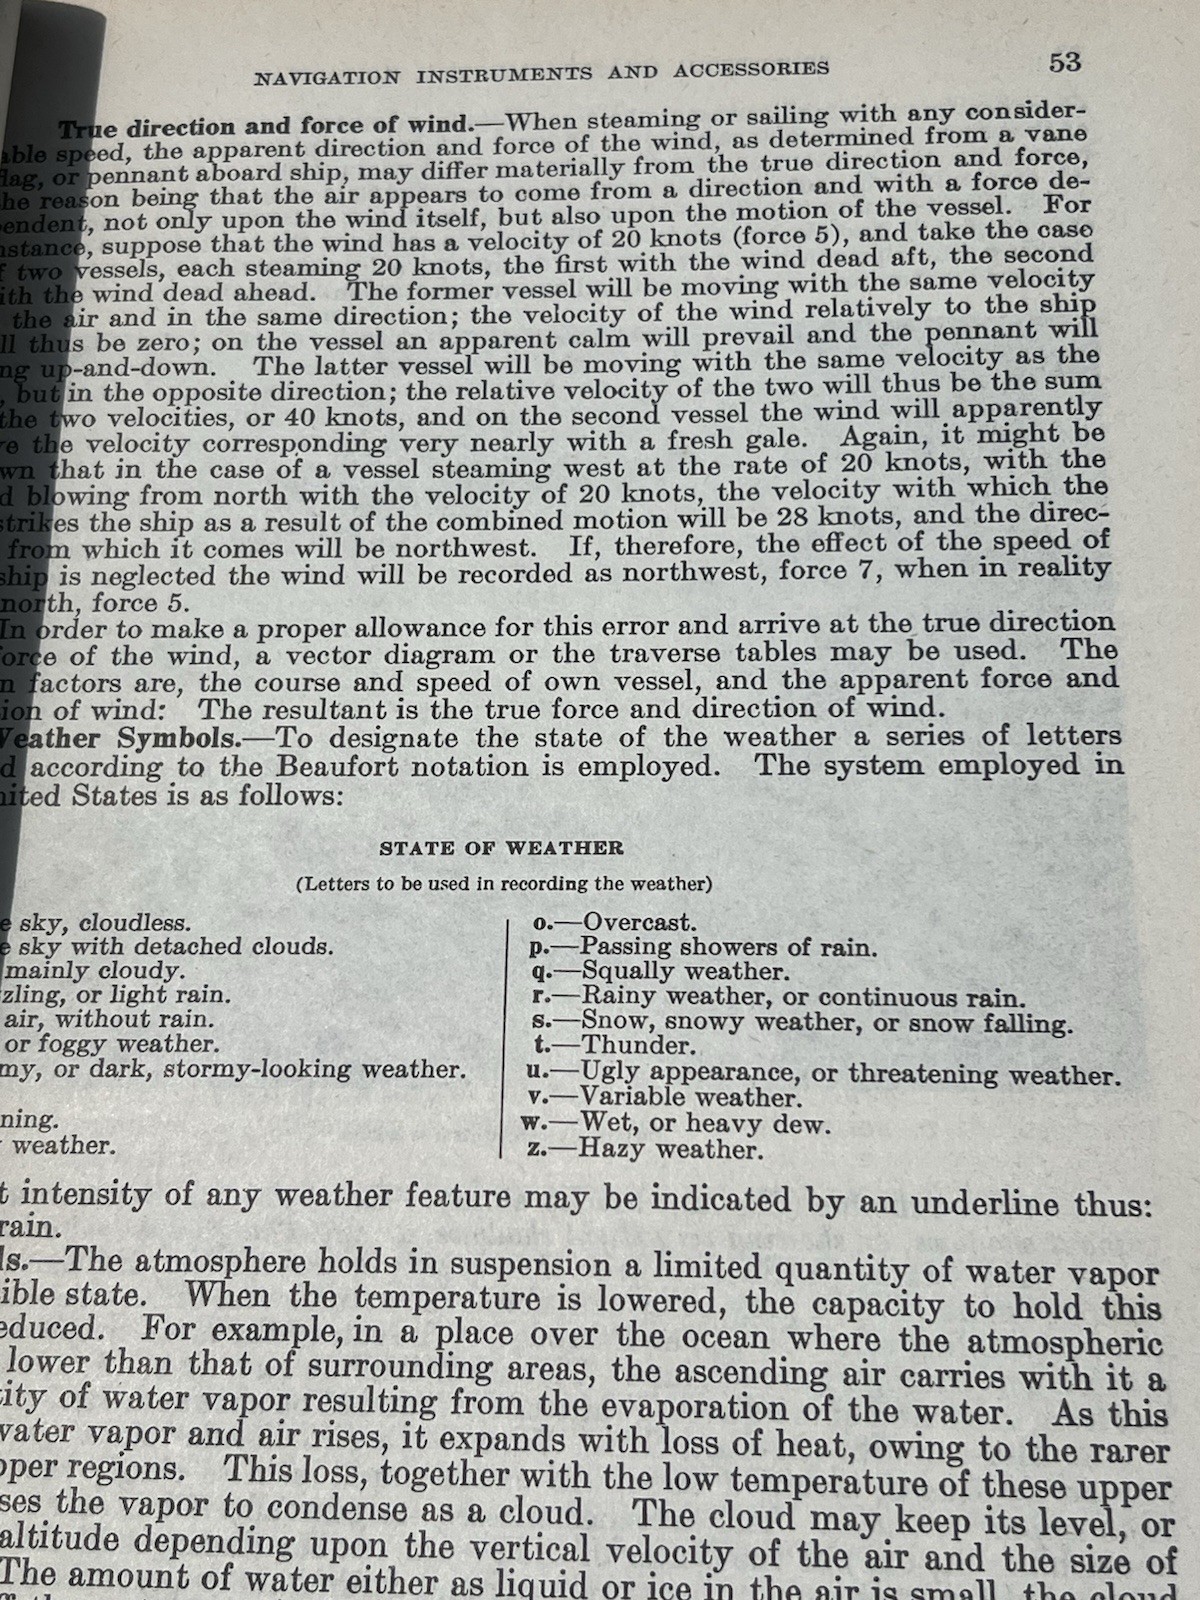 NAVIGATION INSTRUMENTS AND ACCESSORIES 53
True direction and force of wind.—When steaming or sailing with any consider-
able speed, the apparent direction and force of the wind, as determined from a vane
flag, or pennant aboard ship, may differ materially from the true direction and force,
the reason being that the air appears to come from a direction and with a force de-
pendent, not only upon the wind itself, but also upon the motion of the vessel. For
instance, suppose that the wind has a velocity of 20 knots (force 5), and take the case
of two vessels, each steaming 20 knots, the first with the wind dead aft, the second
with the wind dead ahead. The former vessel will be moving with the same velocity
the air and in the same direction; the velocity of the wind relatively to the ship
thus be zero; on the vessel an apparent calm will prevail and the pennant will
up-and-down. The latter vessel will be moving with the same velocity as the
but in the opposite direction; the relative velocity of the two will thus be the sum
the two velocities, or 40 knots, and on the second vessel the wind will apparently
the velocity corresponding very nearly with a fresh gale. Again, it might be
that in the case of a vessel steaming west at the rate of 20 knots, with the
blowing from north with the velocity of 20 knots, the velocity with which the
strikes the ship as a result of the combined motion will be 28 knots, and the direc-
from which it comes will be northwest. If, therefore, the effect of the speed of
ship is neglected the wind will be recorded as northwest, force 7, when in reality
north, force 5.
In order to make a proper allowance for this error and arrive at the true direction
force of the wind, a vector diagram or the traverse tables may be used. The
factors are, the course and speed of own vessel, and the apparent force and
of wind: The resultant is the true force and direction of wind.
Weather Symbols.—To designate the state of the weather a series of letters
according to the Beaufort notation is employed. The system employed in
United States is as follows:
STATE OF WEATHER
(Letters to be used in recording the weather)
sky, cloudless.
sky with detached clouds.
mainly cloudy.
or light rain.
air, without rain.
or foggy weather.
or dark, stormy-looking weather.
weather.
o.—Overcast.
p.—Passing showers of rain.
q.—Squally weather.
r.—Rainy weather, or continuous rain.
s.—Snow, snowy weather, or snow falling.
t.—Thunder.
u.—Ugly appearance, or threatening weather.
v.—Variable weather.
w.—Wet, or heavy dew.
z.—Hazy weather.
intensity of any weather feature may be indicated by an underline thus:
rain.
The atmosphere holds in suspension a limited quantity of water vapor
state. When the temperature is lowered, the capacity to hold this
For example, in a place over the ocean where the atmospheric
lower than that of surrounding areas, the ascending air carries with it a
of water vapor resulting from the evaporation of the water. As this
water vapor and air rises, it expands with loss of heat, owing to the rarer
regions. This loss, together with the low temperature of these upper
the vapor to condense as a cloud. The cloud may keep its level, or
altitude depending upon the vertical velocity of the air and the size of
The amount of water either as liquid or ice in the air is small, the cloud